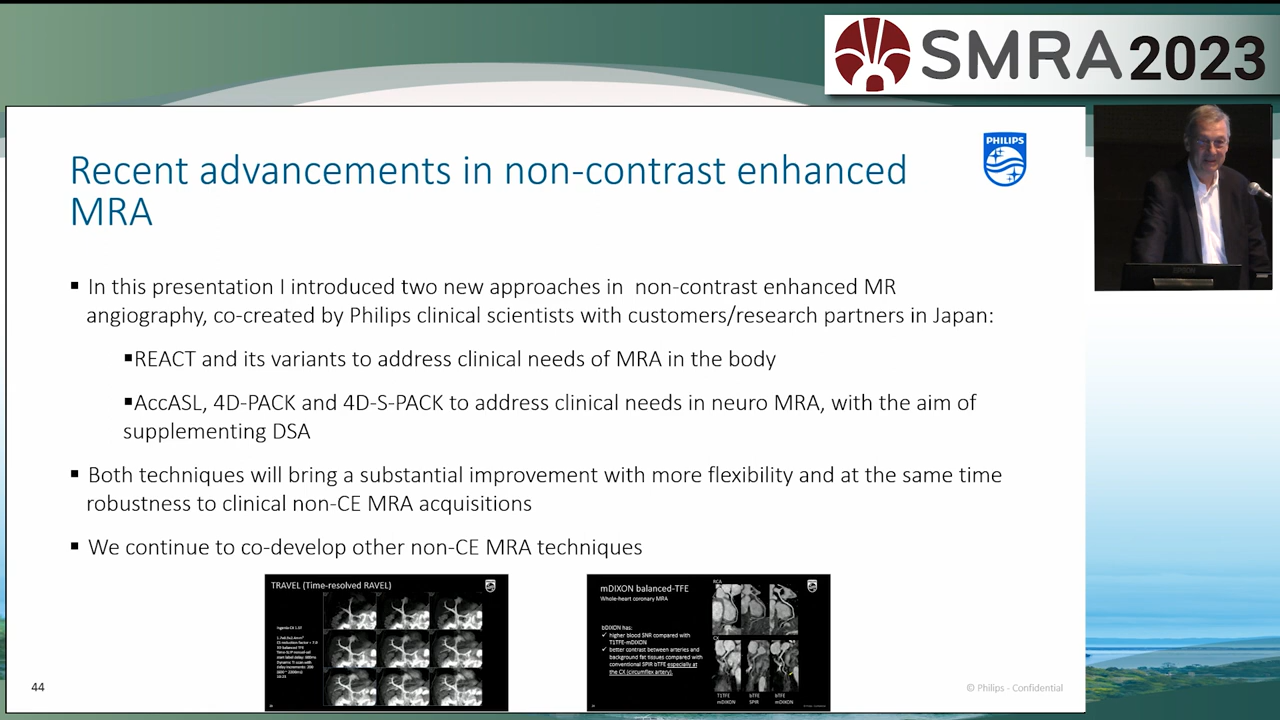 SMRA 2023
PHILIPS
Recent advancements in non-contrast enhanced
MRA
▪ In this presentation I introduced two new approaches in non-contrast enhanced MR
angiography, co-created by Philips clinical scientists with customers/research partners in Japan:
▪REACT and its variants to address clinical needs of MRA in the body
▪AccASL, 4D-PACK and 4D-S-PACK to address clinical needs in neuro MRA, with the aim of
supplementing DSA
▪ Both techniques will bring a substantial improvement with more flexibility and at the same time
robustness to clinical non-CE MRA acquisitions
▪ We continue to co-develop other non-CE MRA techniques
TRAVEL (Time-resolved RAVEL)
mDIXON balanced-TFE
Whole-heart coronary MRA
bDIXON has:
✓ higher blood SNR compared with
T1TFE-mDIXON
✓ better contrast between arteries and
background fat tissues compared with
conventional SPIR bTFE especially at
the CX (circumflex artery).
RCA
CX
T1TFE bTFE bTFE
mDIXON SPIR mDIXON
44
© Philips - Confidential